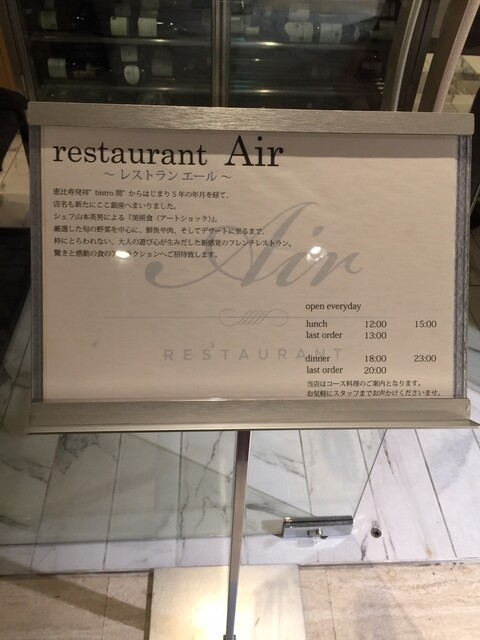 restaurant Air
～ レストラン エール ～
恵比寿発祥" bistro 間" からはじまり 5 年の年月を経て、
店名も新たにここ銀座へまいりました。
シェフ山本英男による『美術食（アートショック）』。
厳選した旬の野菜を中心に、鮮魚や肉、そしてデザートに至るまで、
枠にとらわれない、大人の遊び心が生みだした新感覚のフレンチレストラン。
驚きと感動の食の クションへご招待致します。
Air
RESTAURANT
open everyday
lunch 12:00 15:00
last order 13:00
dinner 18:00 23:00
last order 20:00
当店はコース料理のご案内となります。
お気軽にスタッフまでお声かけくださいませ。